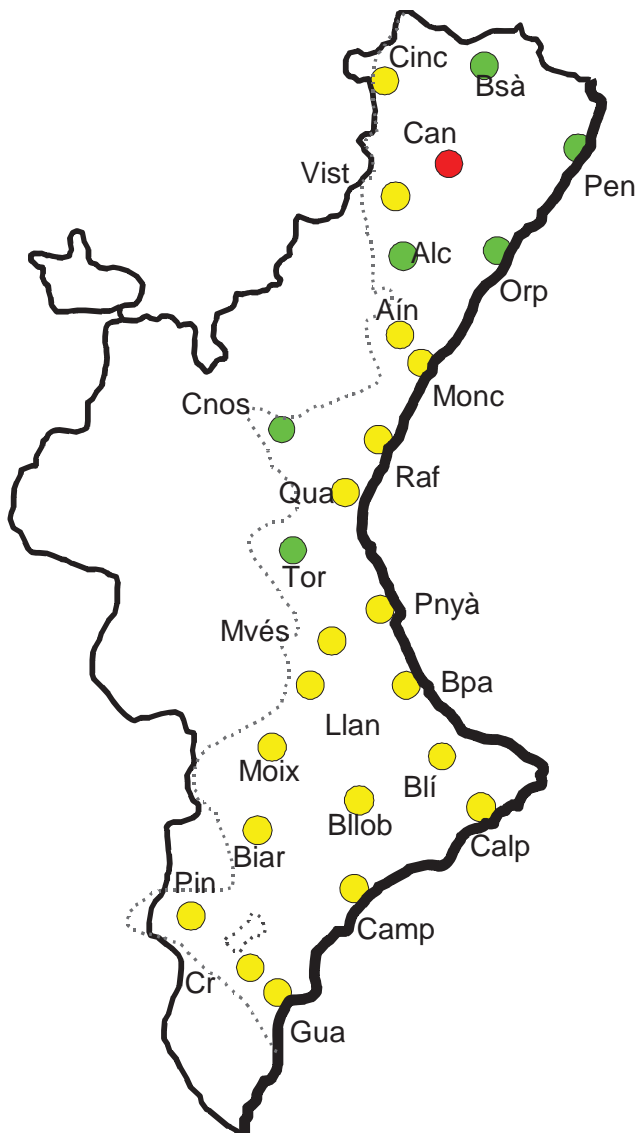 Cinc
Bsà
Can
Vist
Pen
Alc
Orp
Aín
Monc
Cnos
Raf
Qua
Tor
Pnyà
Mvés
Bpa
Llan
Moix
Blí
Bllob
Calp
Biar
Pin
Camp
Cr
Gua